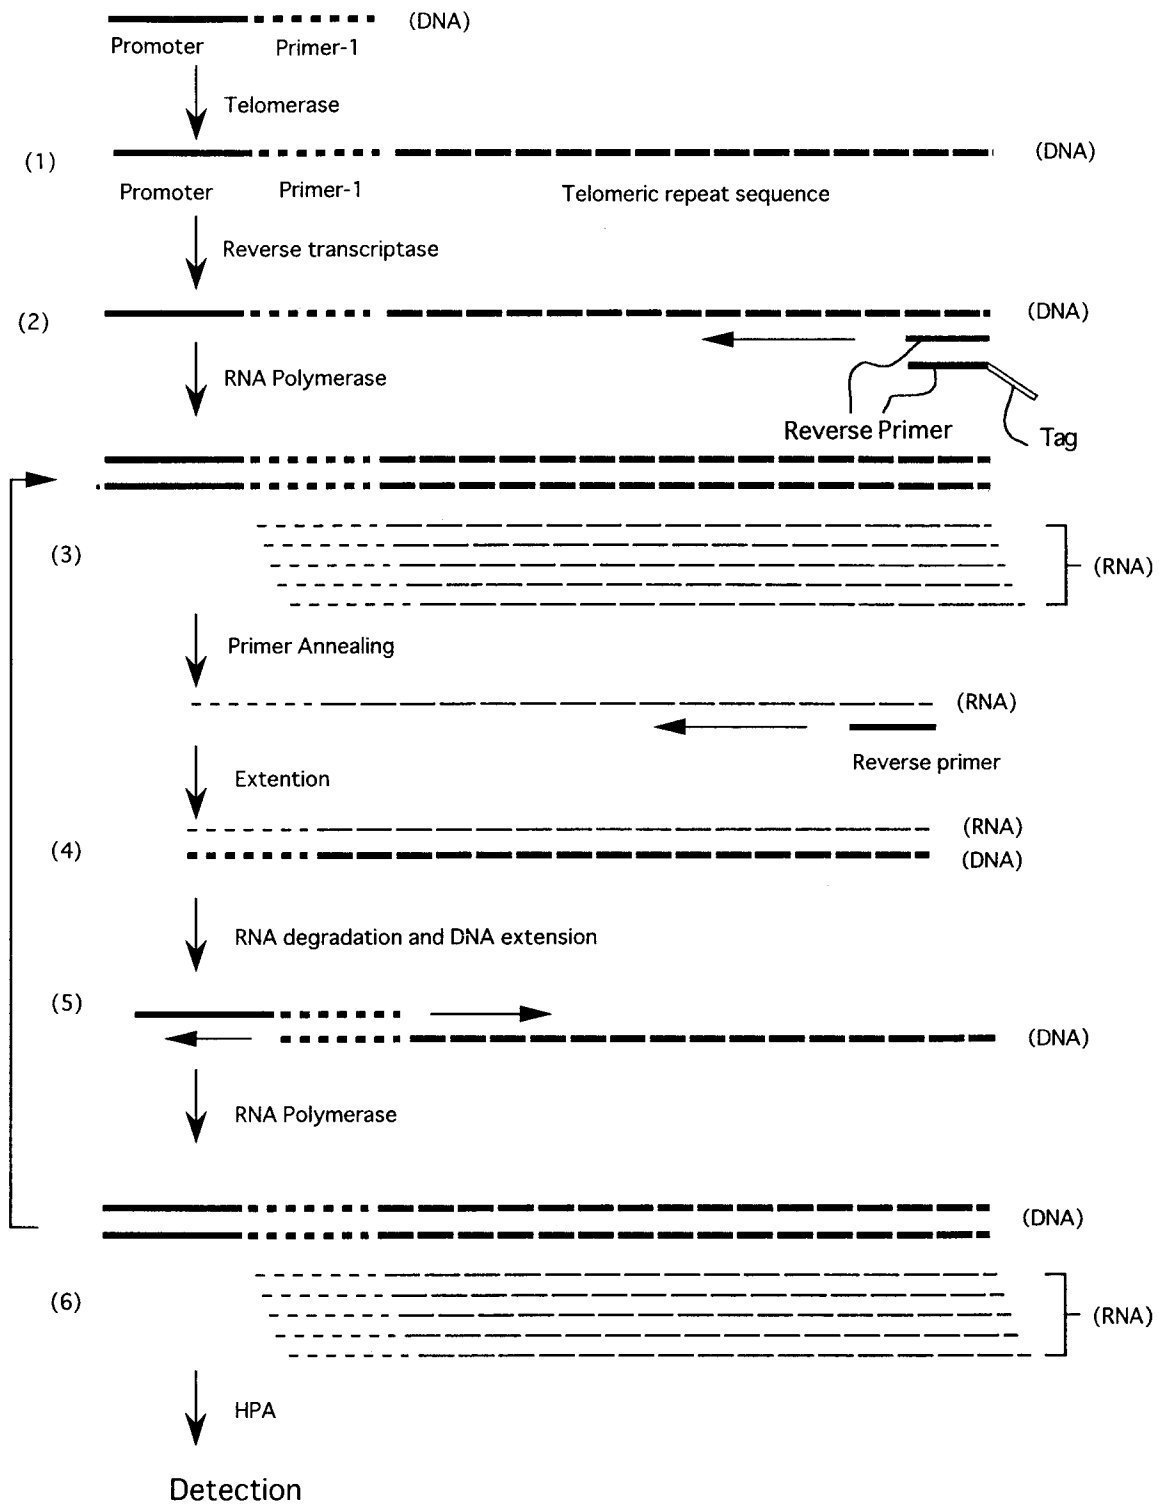 (DNA)
Promoter Primer-1
Telomerase
(1) (DNA)
Promoter Primer-1 Telomeric repeat sequence
Reverse transcriptase
(2) (DNA)
RNA Polymerase
Reverse Primer Tag
(3) (RNA)
Primer Annealing
(RNA)
Reverse primer
Extention
(RNA)
(4) (DNA)
RNA degradation and DNA extension
(5)
(DNA)
RNA Polymerase
(DNA)
(6) (RNA)
HPA
Detection